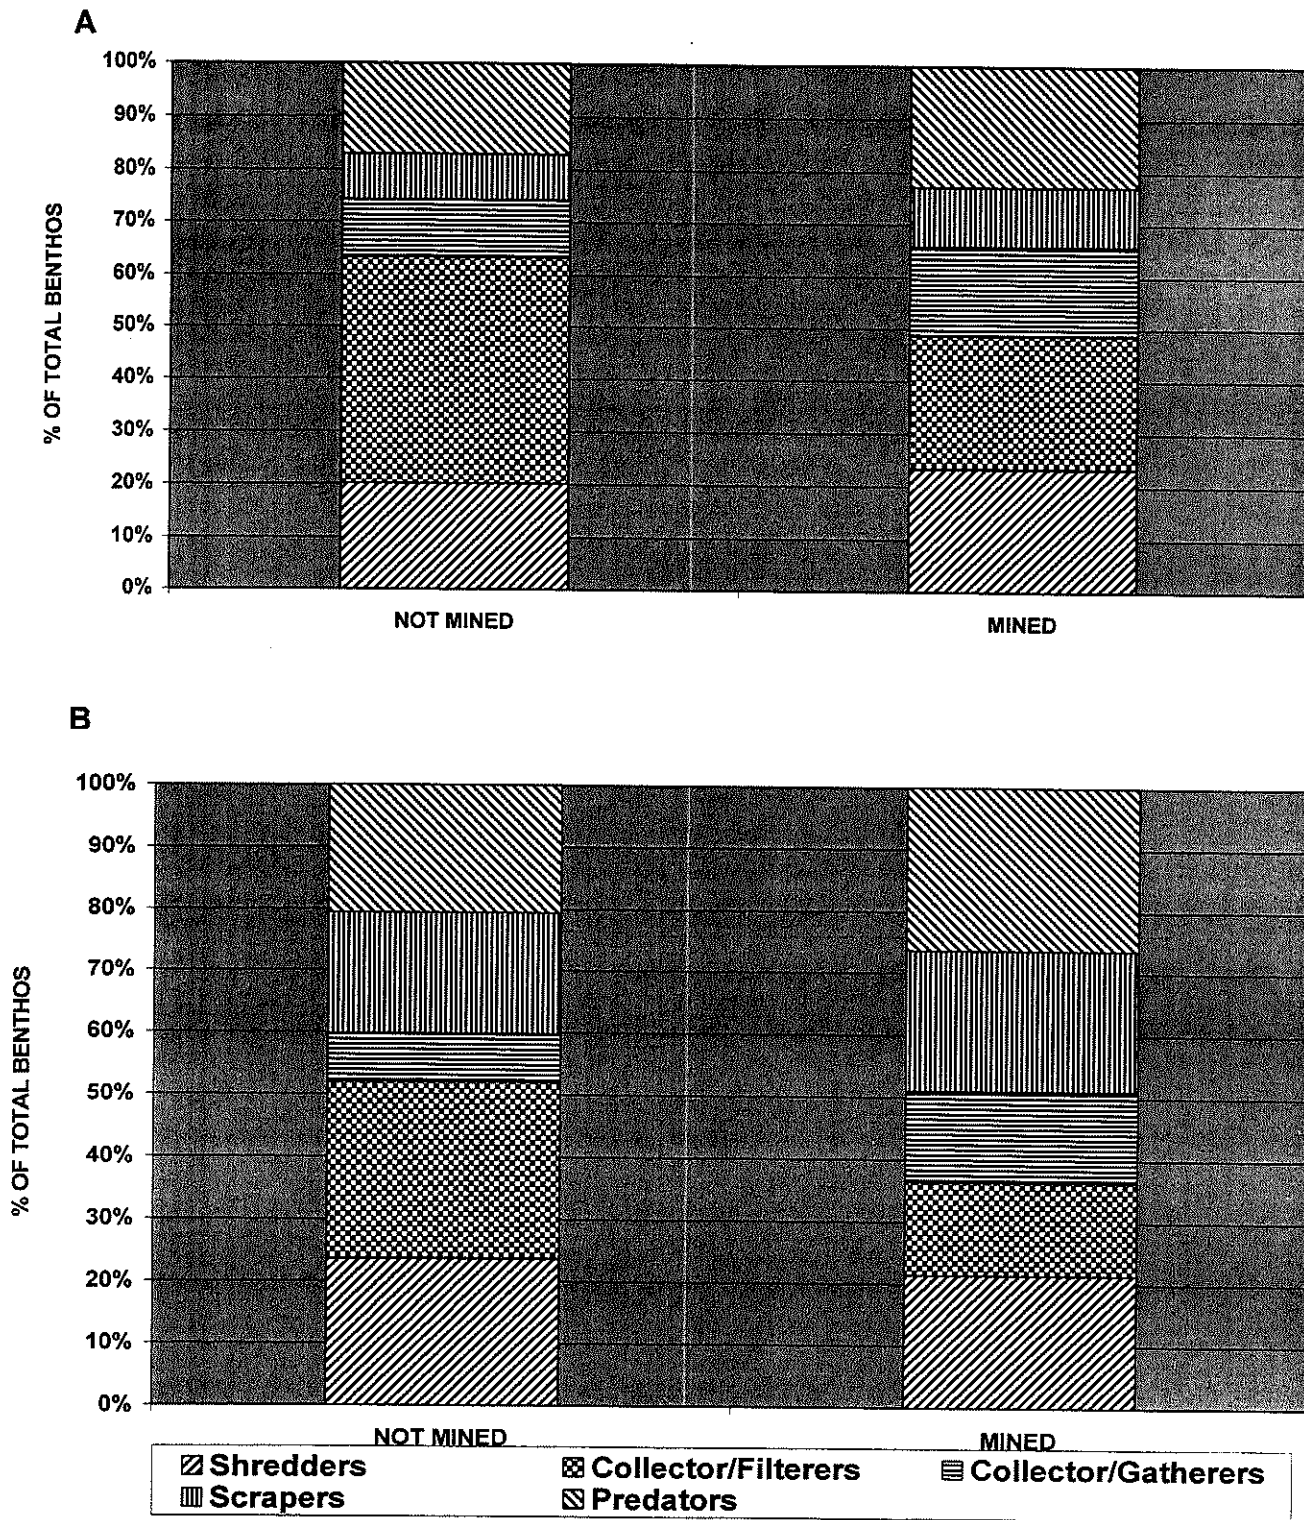 A
100%
90%
80%
70%
60%
50%
40%
30%
20%
10%
0%
% OF TOTAL BENTHOS
NOT MINED MINED
B
100%
90%
80%
70%
60%
50%
40%
30%
20%
10%
0%
% OF TOTAL BENTHOS
NOT MINED MINED
Shredders Collector/Filterers Collector/Gatherers
Scrapers Predators